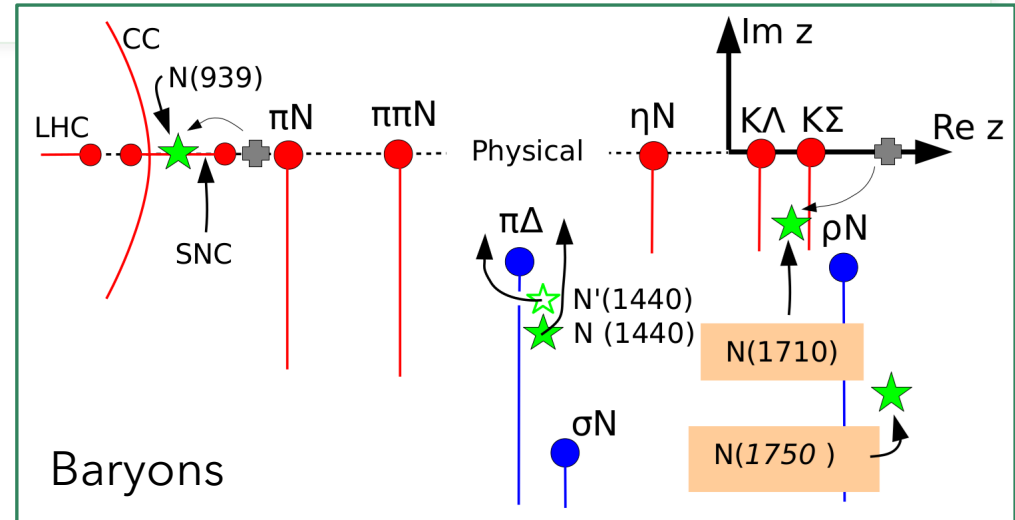 CC
Im z
N(939)
LHC
πN
ππN
Physical
ηN
KΛ
KΣ
Re z
SNC
πΔ
ρN
N'(1440)
N (1440)
N(1710)
σN
N(1750 )
Baryons